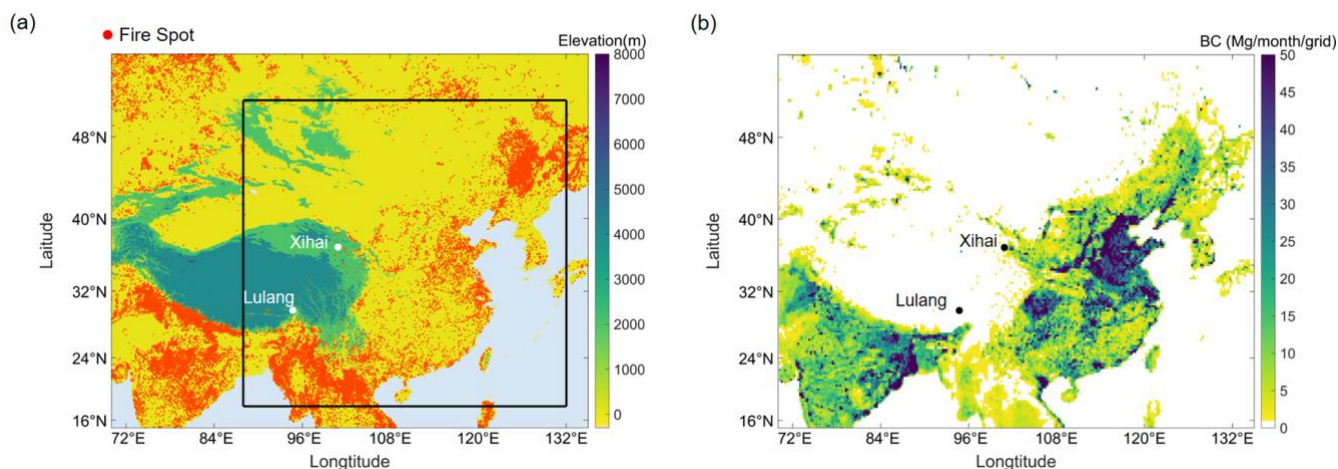 (a)
Fire Spot
Elevation(m)
8000
7000
6000
5000
4000
3000
2000
1000
0
48°N
40°N
32°N
24°N
16°N
Laitude
Xihai
Lulang
72°E 84°E 96°E 108°E 120°E 132°E
Longtitude
(b)
BC (Mg/month/grid)
50
45
40
35
30
25
20
15
10
5
0
48°N
40°N
32°N
24°N
16°N
Laitude
Xihai
Lulang
72°E 84°E 96°E 108°E 120°E 132°E
Longtitude